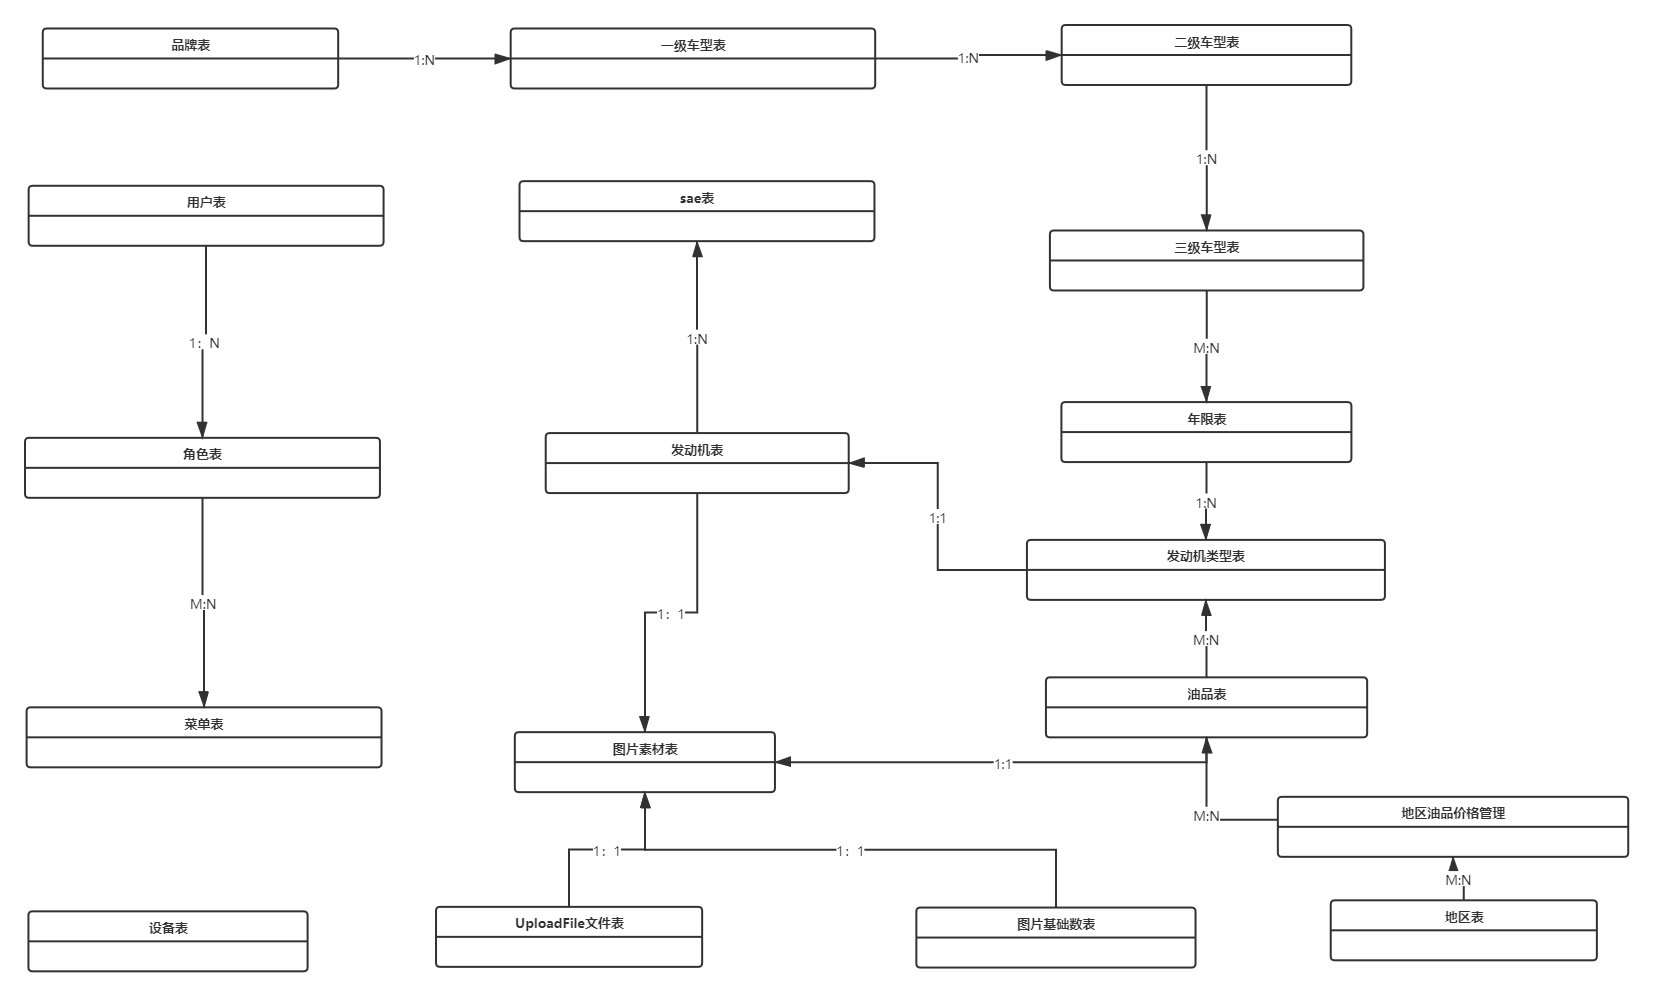 品牌表
1:N
一级车型表
1:N
二级车型表
1:N
用户表
sae表
三级车型表
1:N
1： N
M:N
年限表
角色表
发动机表
1:N
1:1
发动机类型表
M:N
1：1
M:N
油品表
菜单表
图片素材表
1:1
M:N
地区油品价格管理
1：1
1：1
M:N
设备表
UploadFile文件表
图片基础数表
地区表